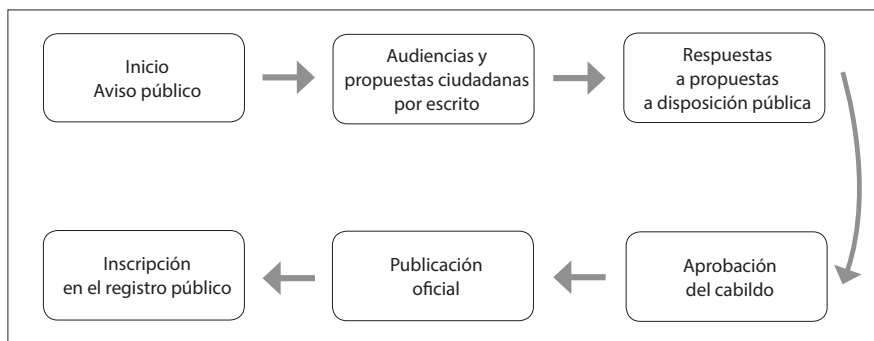 Inicio
Aviso público
Audiencias y
propuestas ciudadanas
por escrito
Respuestas
a propuestas
a disposición pública
Aprobación
del cabildo
Publicación
oficial
Inscripción
en el registro público